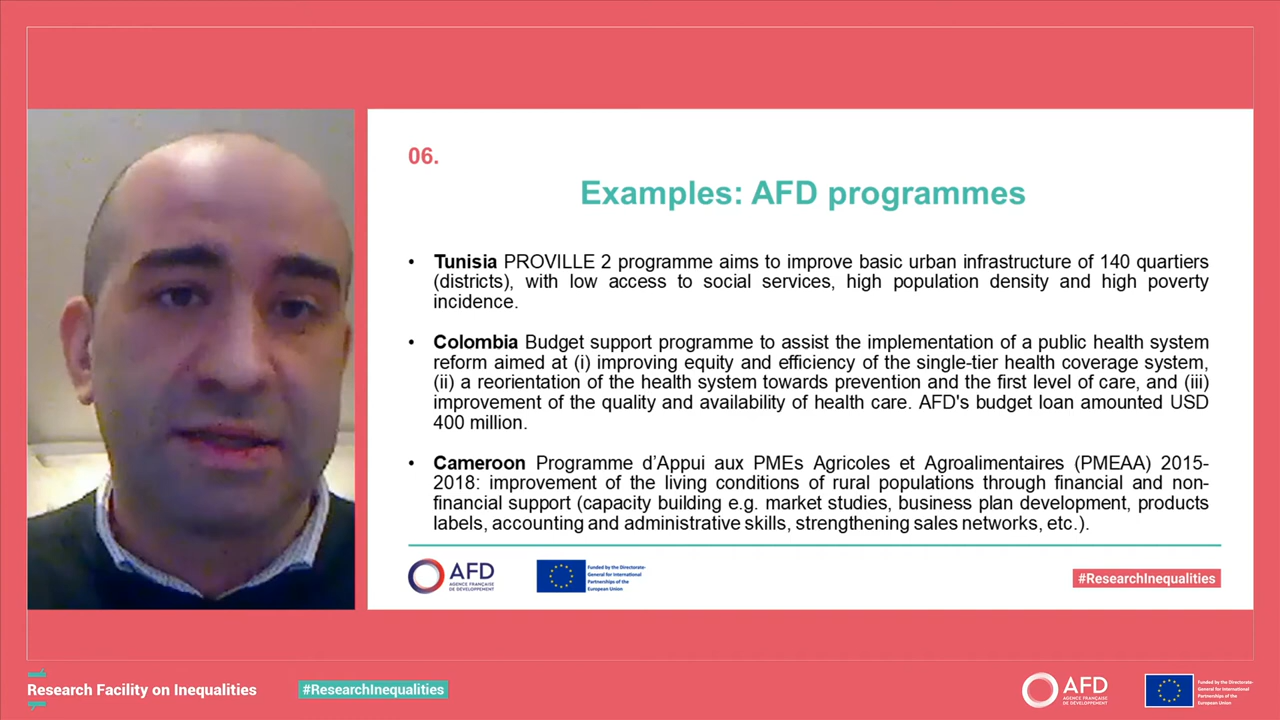 06.
Examples: AFD programmes
• Tunisia PROVILLE 2 programme aims to improve basic urban infrastructure of 140 quartiers
(districts), with low access to social services, high population density and high poverty
incidence.
• Colombia Budget support programme to assist the implementation of a public health system
reform aimed at (i) improving equity and efficiency of the single-tier health coverage system,
(ii) a reorientation of the health system towards prevention and the first level of care, and (iii)
improvement of the quality and availability of health care. AFD's budget loan amounted USD
400 million.
• Cameroon Programme d’Appui aux PMEs Agricoles et Agroalimentaires (PMEAA) 2015-
2018: improvement of the living conditions of rural populations through financial and non-
financial support (capacity building e.g. market studies, business plan development, products
labels, accounting and administrative skills, strengthening sales networks, etc.).
AFD
AGENCE FRANÇAISE
DE DÉVELOPPEMENT
Funded by the Directorate-
General for International
Partnerships of the
European Union
#ResearchInequalities
Research Facility on Inequalities
#ResearchInequalities
AFD
AGENCE FRANÇAISE
DE DÉVELOPPEMENT
Funded by the Directorate-
General for International
Partnerships of the
European Union